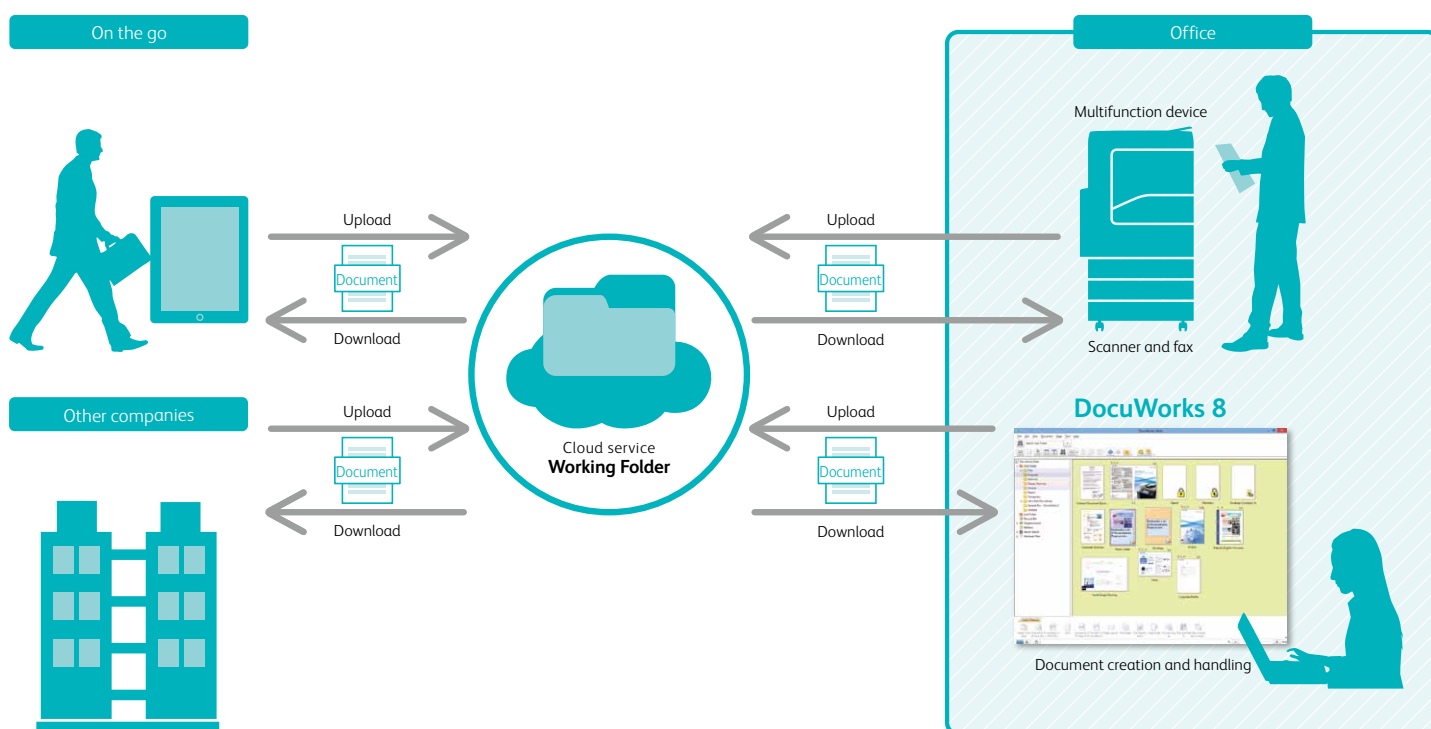 On the go
Office
Multifunction device
Upload
Upload
Document
Document
Download
Download
Scanner and fax
Other companies
DocuWorks 8
Upload
Upload
Cloud service
Working Folder
Document
Document
Download
Download
Document creation and handling